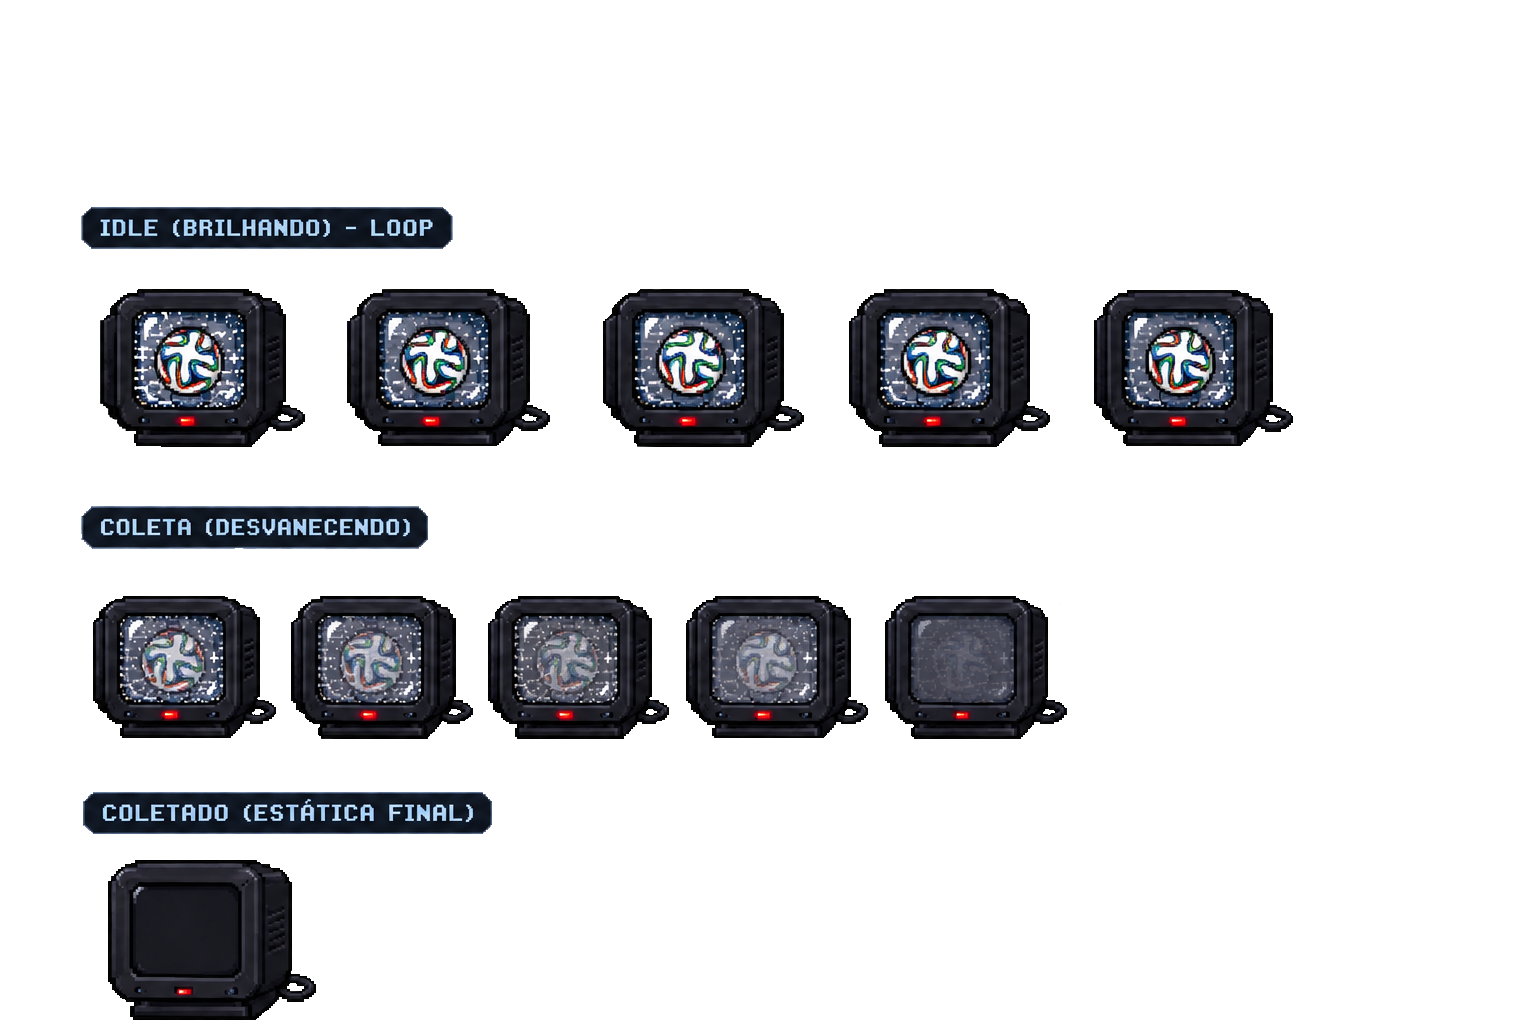 IDLE (BRILHANDO) - LOOP
COLETA (DESVANECENDO)
COLETADO (ESTÁTICA FINAL)